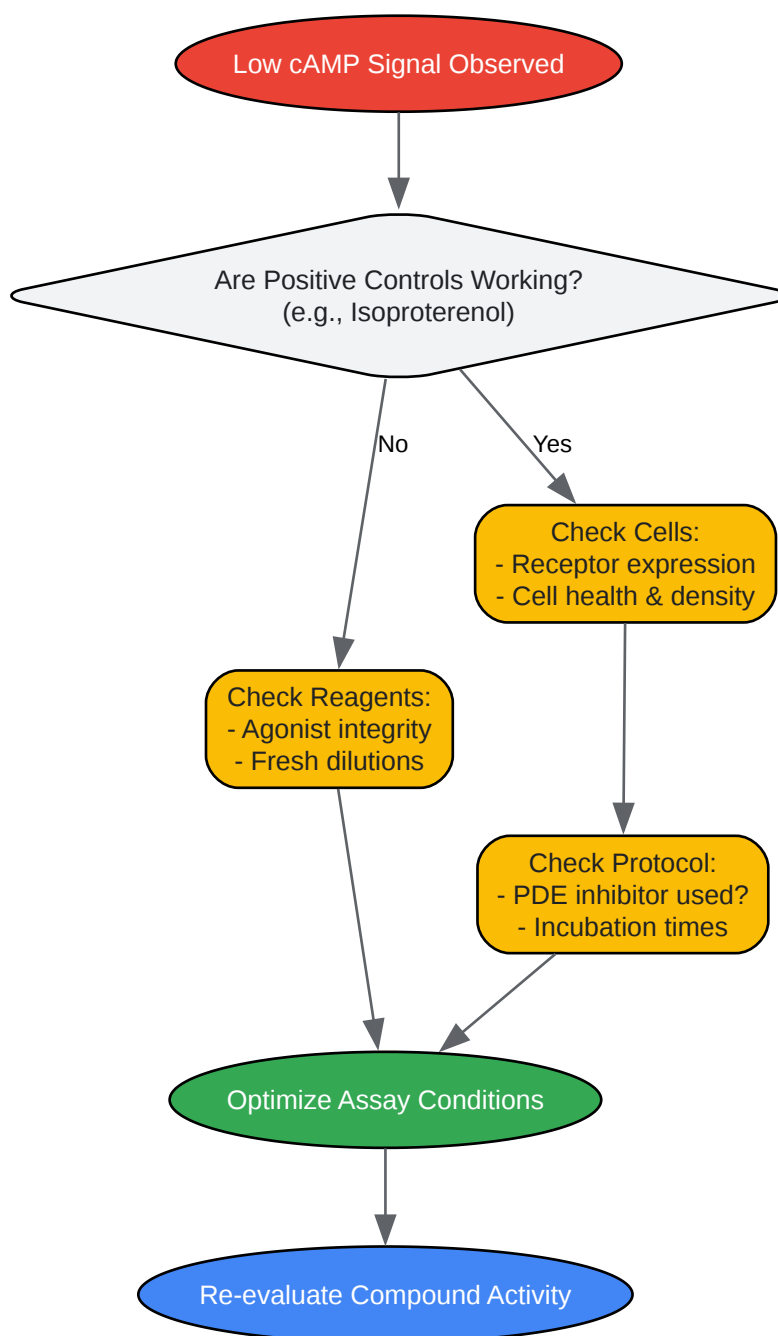 Low cAMP Signal Observed
Are Positive Controls Working?
(e.g., Isoproterenol)
No
Yes
Check Cells:
- Receptor expression
- Cell health & density
Check Reagents:
- Agonist integrity
- Fresh dilutions
Check Protocol:
- PDE inhibitor used?
- Incubation times
Optimize Assay Conditions
Re-evaluate Compound Activity